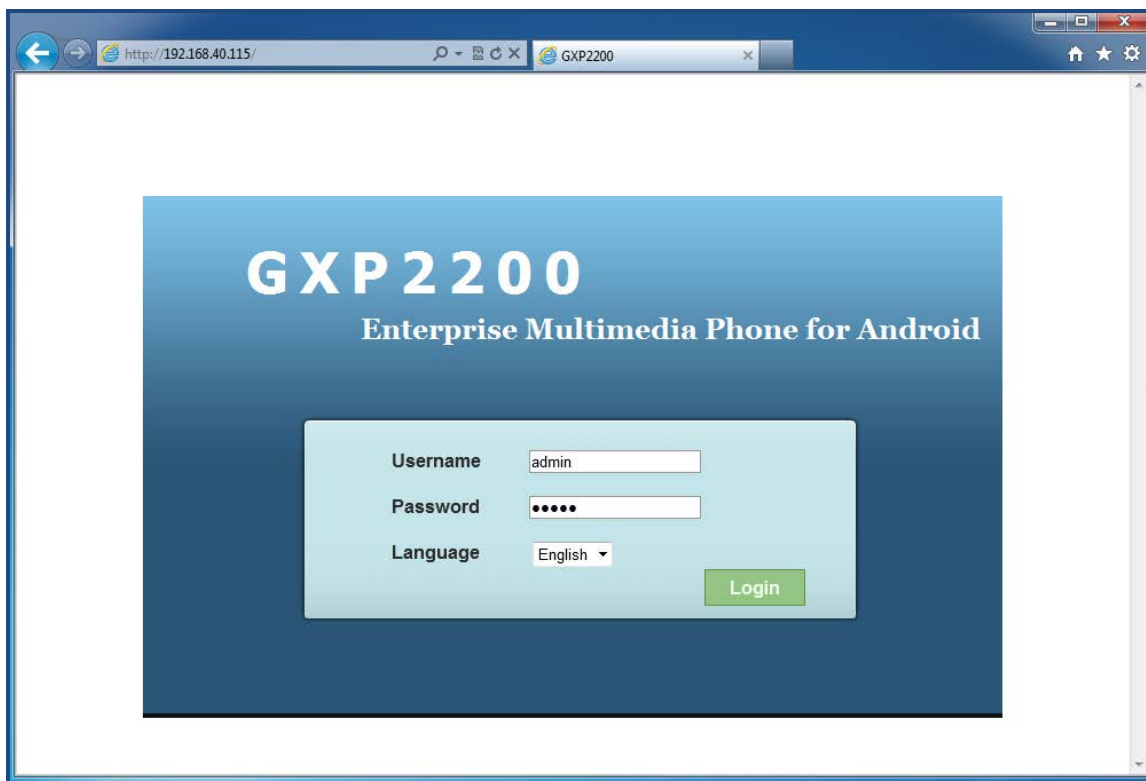 http://192.168.40.115/
GXP2200
GXP2200
Enterprise Multimedia Phone for Android
Username
admin
Password
•••••
Language
English
Login